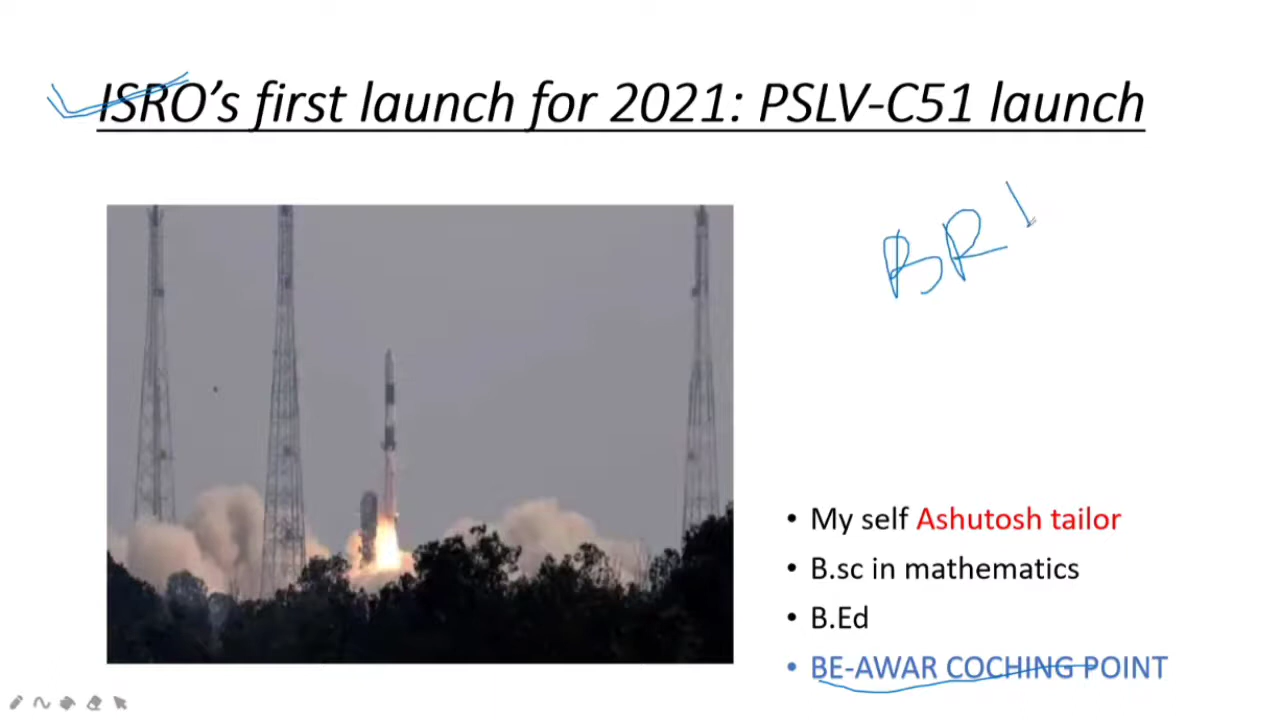 ISRO's first launch for 2021: PSLV-C51 launch
BR
My self Ashutosh tailor
B.sc in mathematics
B.Ed
BE-AWAR COCHING POINT